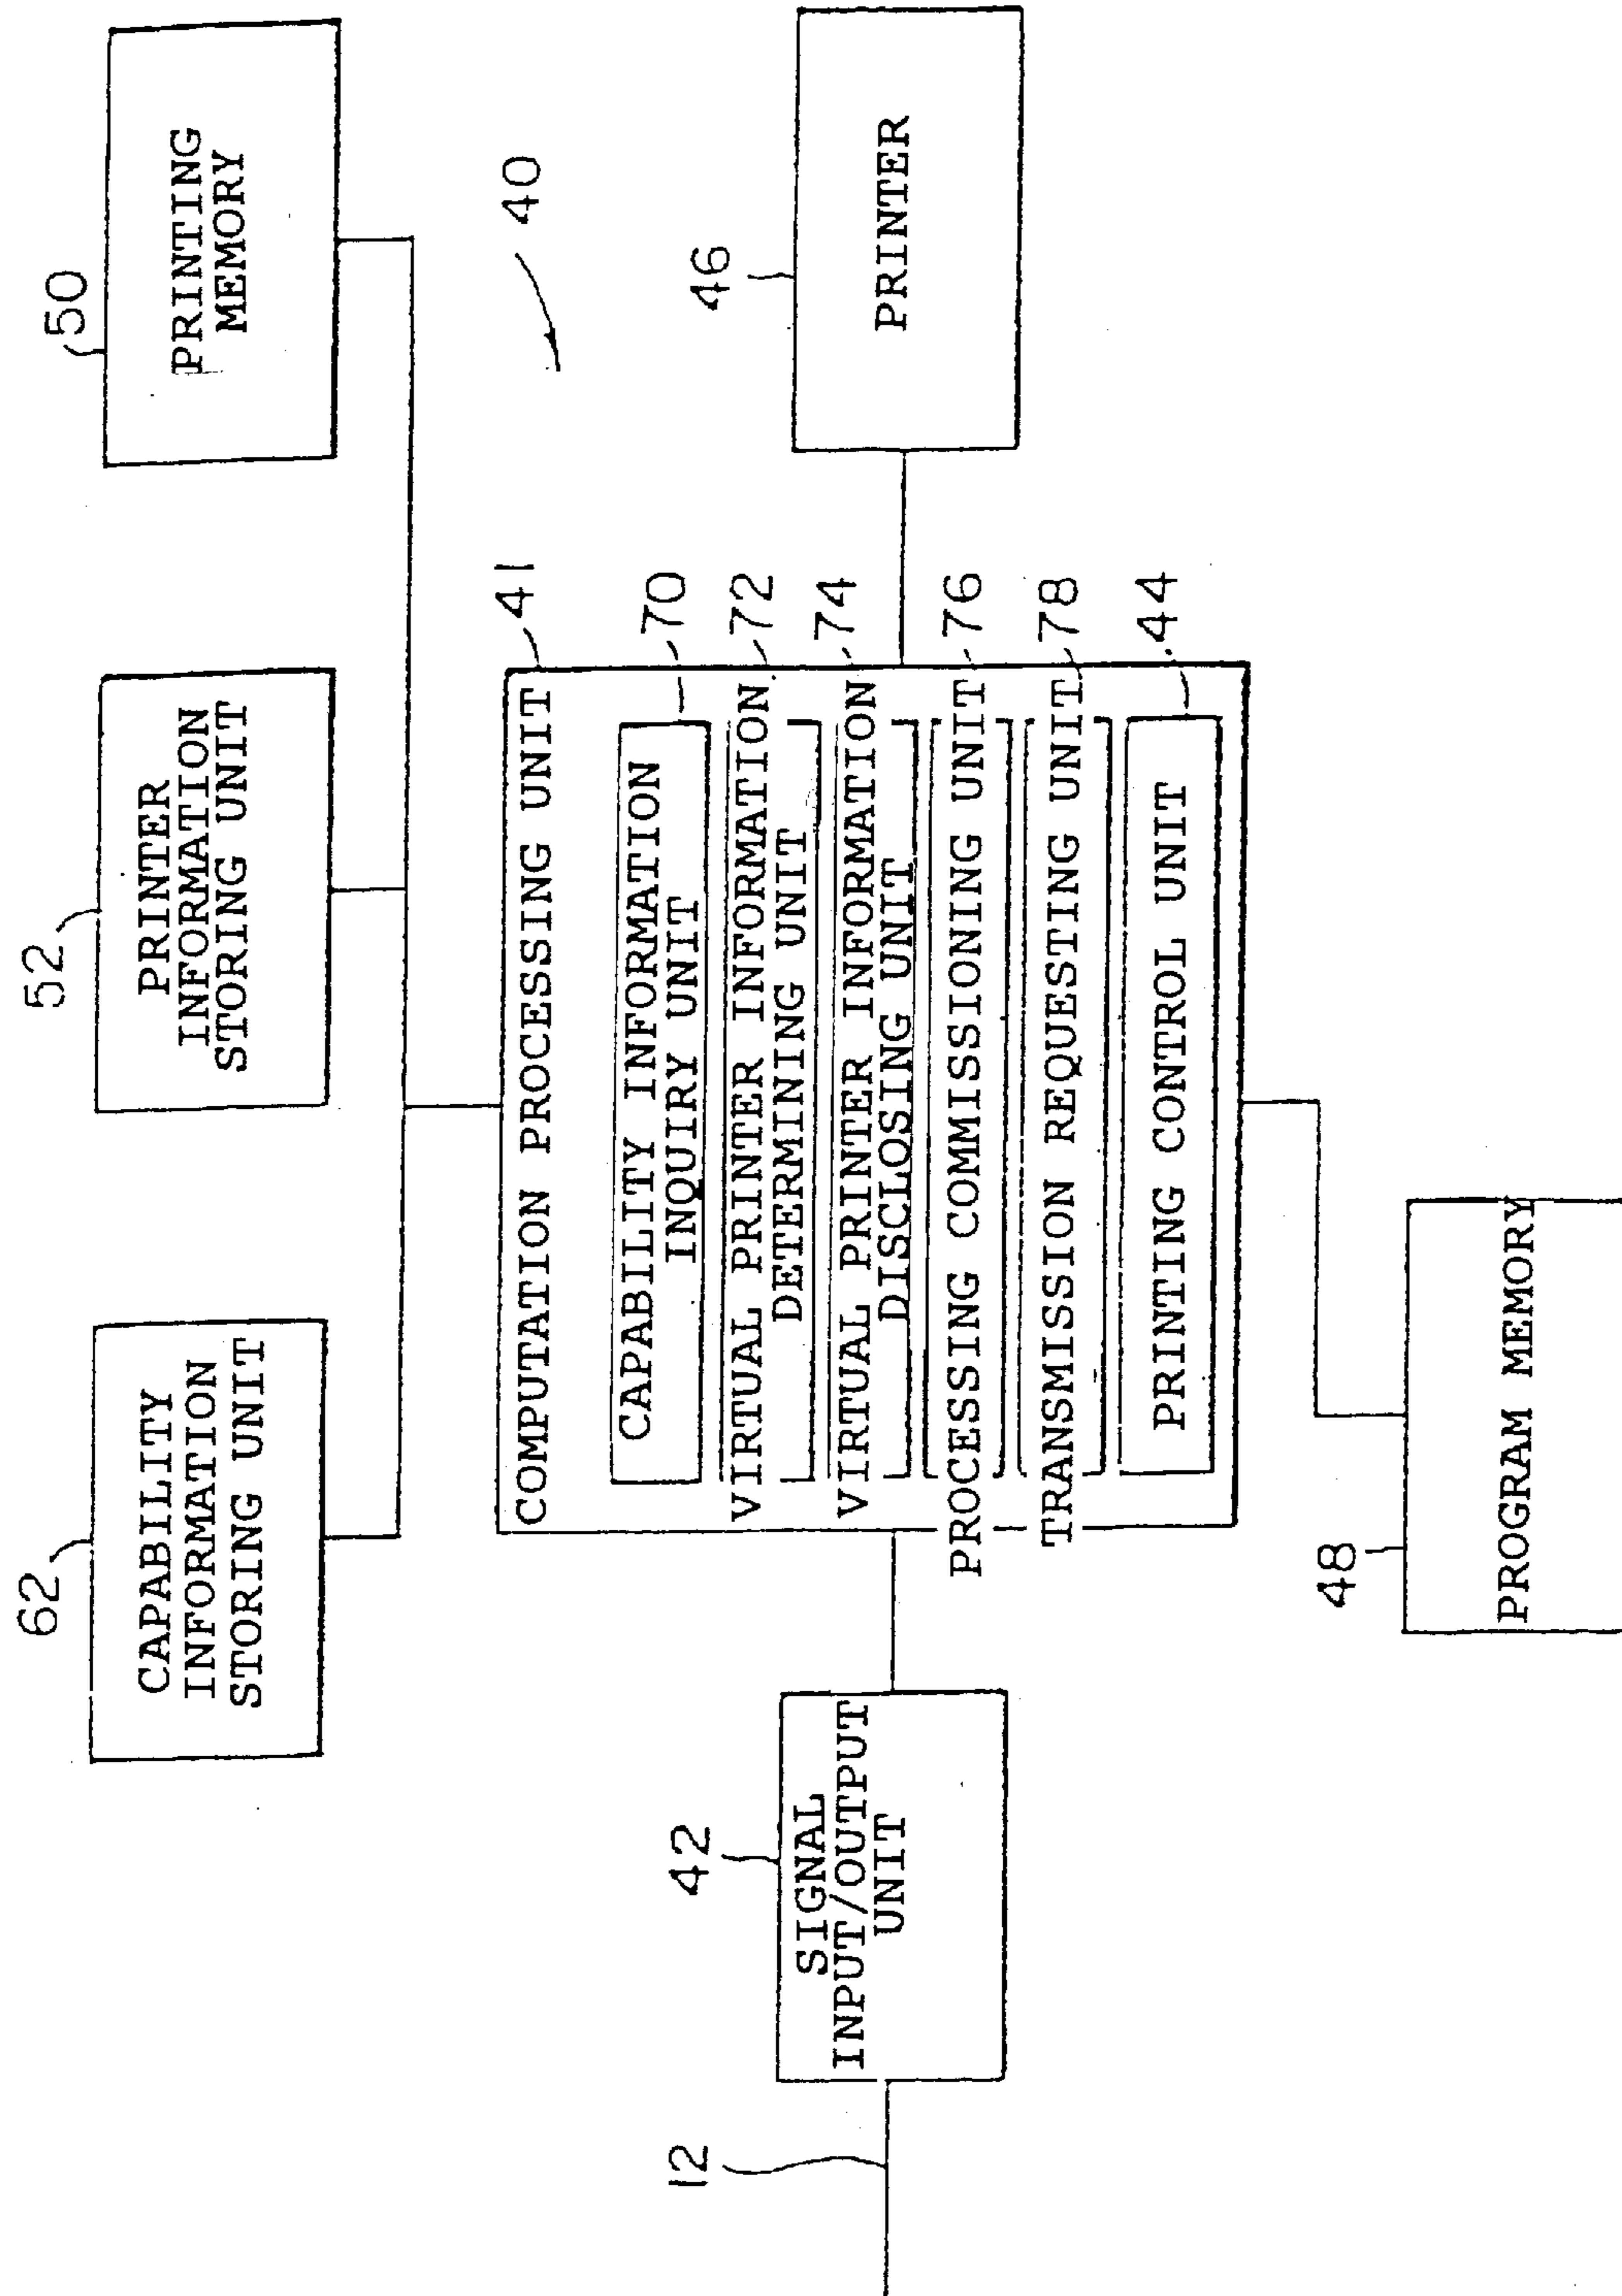 62
CAPABILITY
INFORMATION
STORING UNIT
52
PRINTER
INFORMATION
STORING UNIT
50
PRINTING
MEMORY
40
12
42
SIGNAL
INPUT/OUTPUT
UNIT
COMPUTATION PROCESSING UNIT
41
CAPABILITY INFORMATION
INQUIRY UNIT
70
VIRTUAL PRINTER INFORMATION
DETERMINING UNIT
72
VIRTUAL PRINTER INFORMATION
DISCLOSING UNIT
74
PROCESSING COMMISSIONING UNIT
76
TRANSMISSION REQUESTING UNIT
78
PRINTING CONTROL UNIT
44
46
PRINTER
48
PROGRAM MEMORY